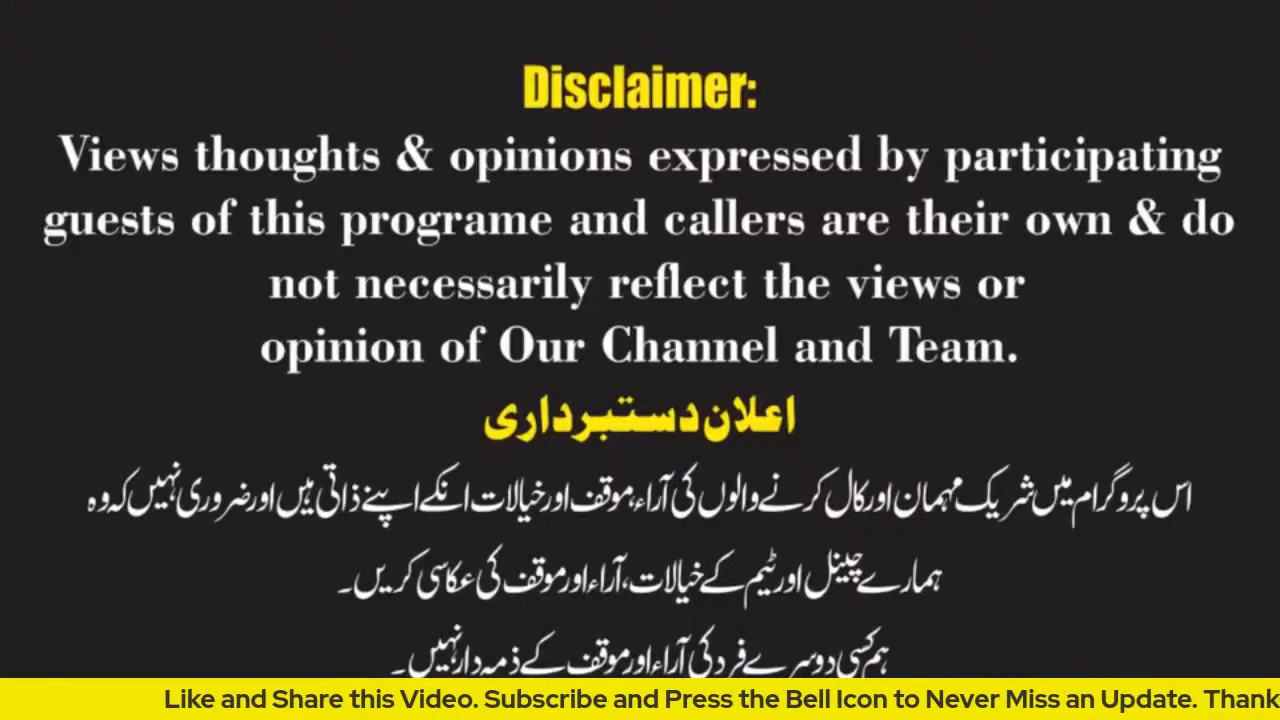 Disclaimer:
Views thoughts & opinions expressed by participating
guests of this programe and callers are their own & do
not necessarily reflect the views or
opinion of Our Channel and Team.
اعلان دستبرداری
اس پروگرام میں شریک مہمان اور کال کرنے والوں کی آراء، موقف اور خیالات انکے اپنے ذاتی ہیں اور ضروری نہیں کہ وہ
ہمارے چینل اور ٹیم کے خیالات، آراء اور موقف کی عکاسی کریں۔
ہم کسی دوسرے فرد کی آراء اور موقف کے ذمہ دار نہیں۔
Like and Share this Video. Subscribe and Press the Bell Icon to Never Miss an Update. Thank